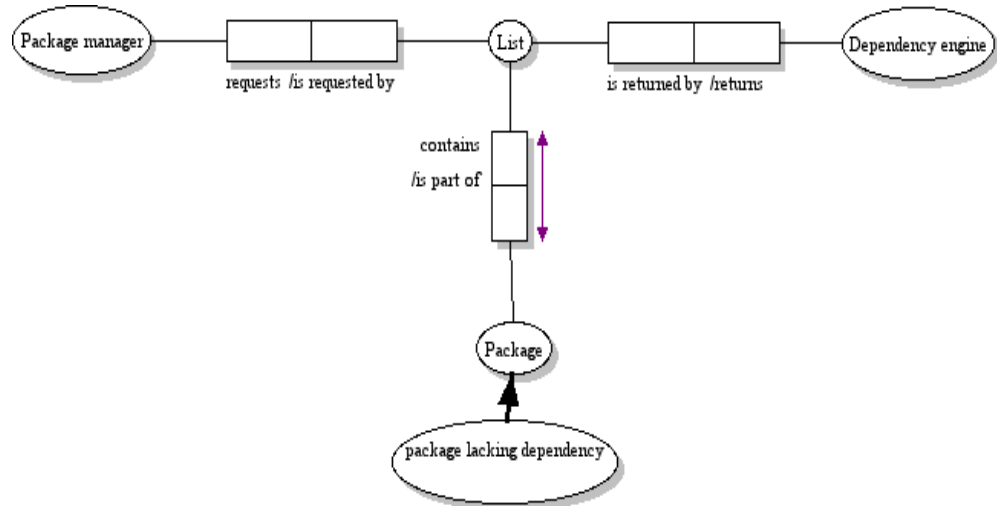 Package manager
List
Dependency engine
requests /is requested by
is returned by /returns
contains
/is part of
Package
package lacking dependency